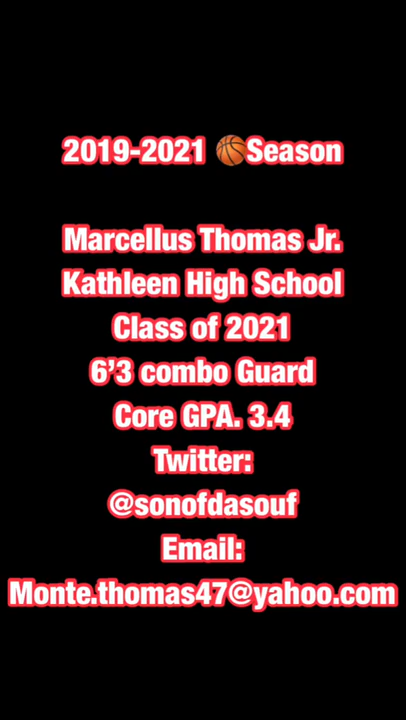 2019-2021 🏀Season
Marcellus Thomas Jr.
Kathleen High School
Class of 2021
6’3 combo Guard
Core GPA. 3.4
Twitter:
@sonofdasouf
Email:
Monte.thomas47@yahoo.com